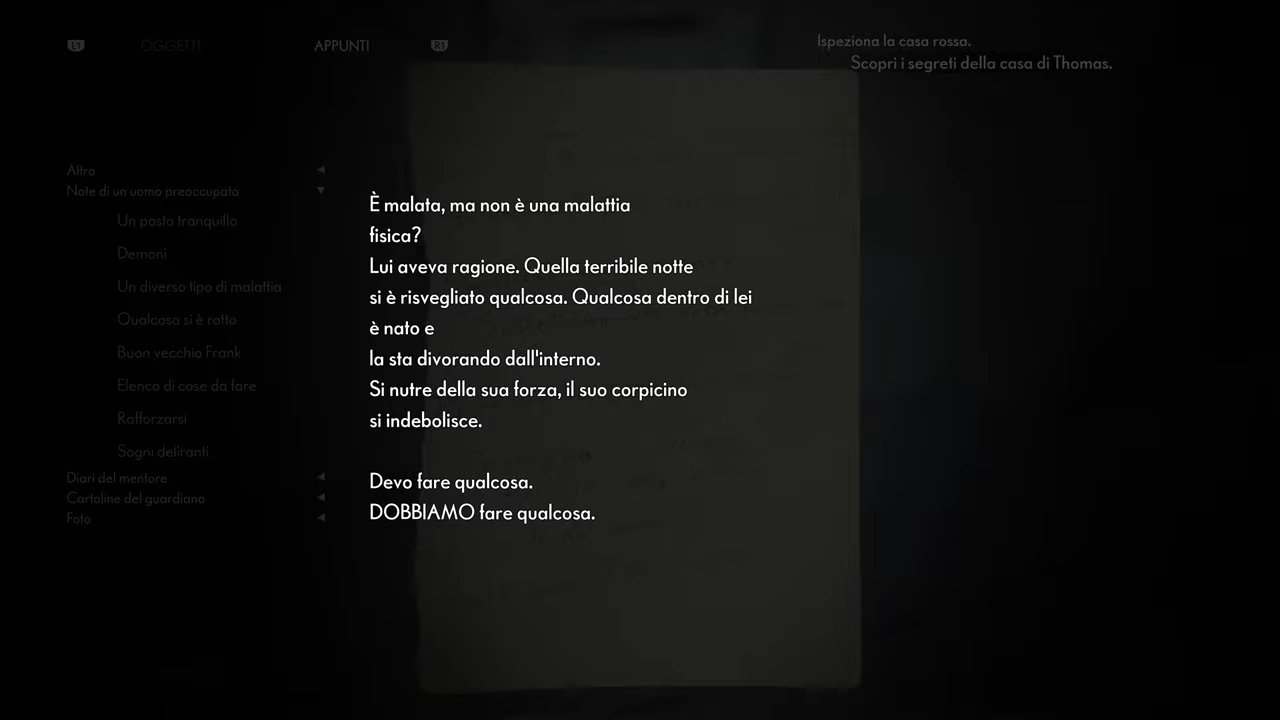 L1
OGGETTI
APPUNTI
R1
Ispeziona la casa rossa.
Scopri i segreti della casa di Thomas.
Altro
Note di un uomo preoccupato
Un posto tranquillo
Demoni
Un diverso tipo di malattia
Qualcosa si è rotto
Buon vecchio Frank
Elenco di cose da fare
Rafforzarsi
Sogni deliranti
Diari del mentore
Cartoline del guardiano
Foto
È malata, ma non è una malattia
fisica?
Lui aveva ragione. Quella terribile notte
si è risvegliato qualcosa. Qualcosa dentro di lei
è nato e
la sta divorando dall'interno.
Si nutre della sua forza, il suo corpicino
si indebolisce.
Devo fare qualcosa.
DOBBIAMO fare qualcosa.